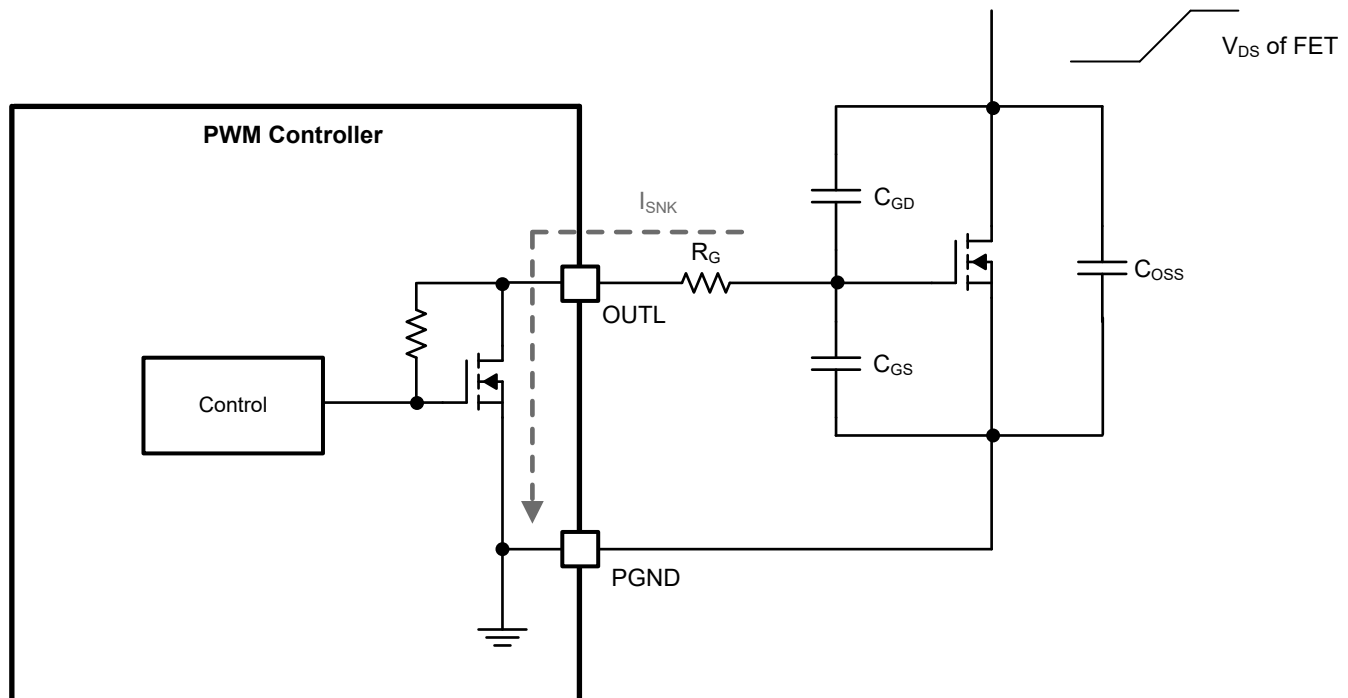 V_DS of FET
PWM Controller
I_SNK
C_GD
R_G
C_OSS
OUTL
C_GS
Control
PGND